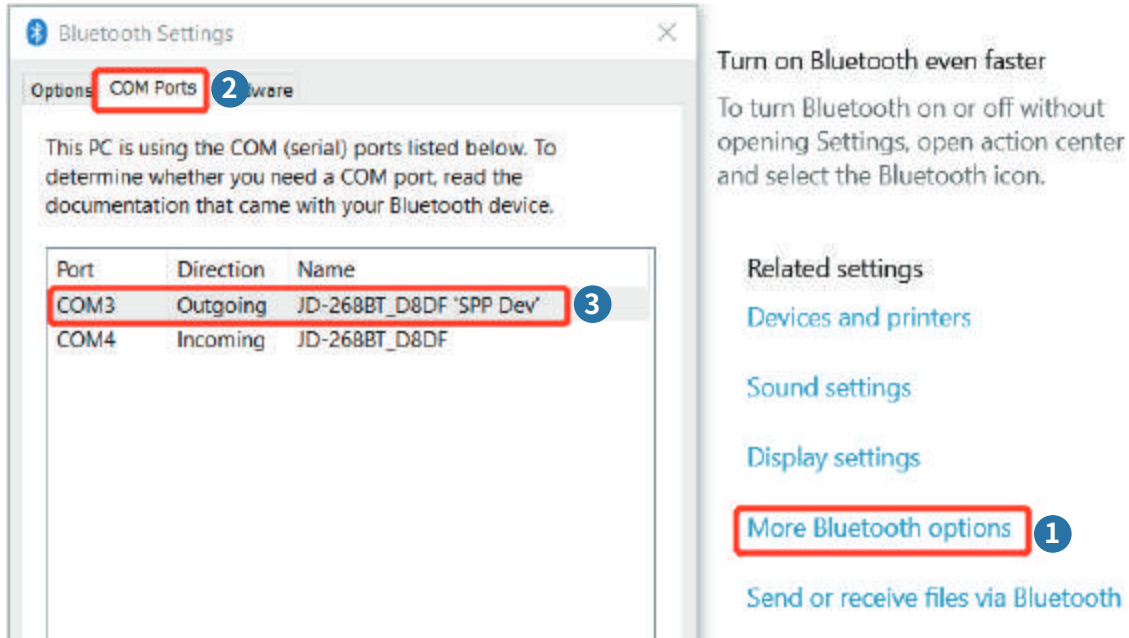 Bluetooth Settings
Options COM Ports 2 dware
This PC is using the COM (serial) ports listed below. To
determine whether you need a COM port, read the
documentation that came with your Bluetooth device.
Port Direction Name
COM3 Outgoing JD-268BT_D8DF 'SPP Dev' 3
COM4 Incoming JD-268BT_D8DF
Turn on Bluetooth even faster
To turn Bluetooth on or off without
opening Settings, open action center
and select the Bluetooth icon.
Related settings
Devices and printers
Sound settings
Display settings
More Bluetooth options 1
Send or receive files via Bluetooth